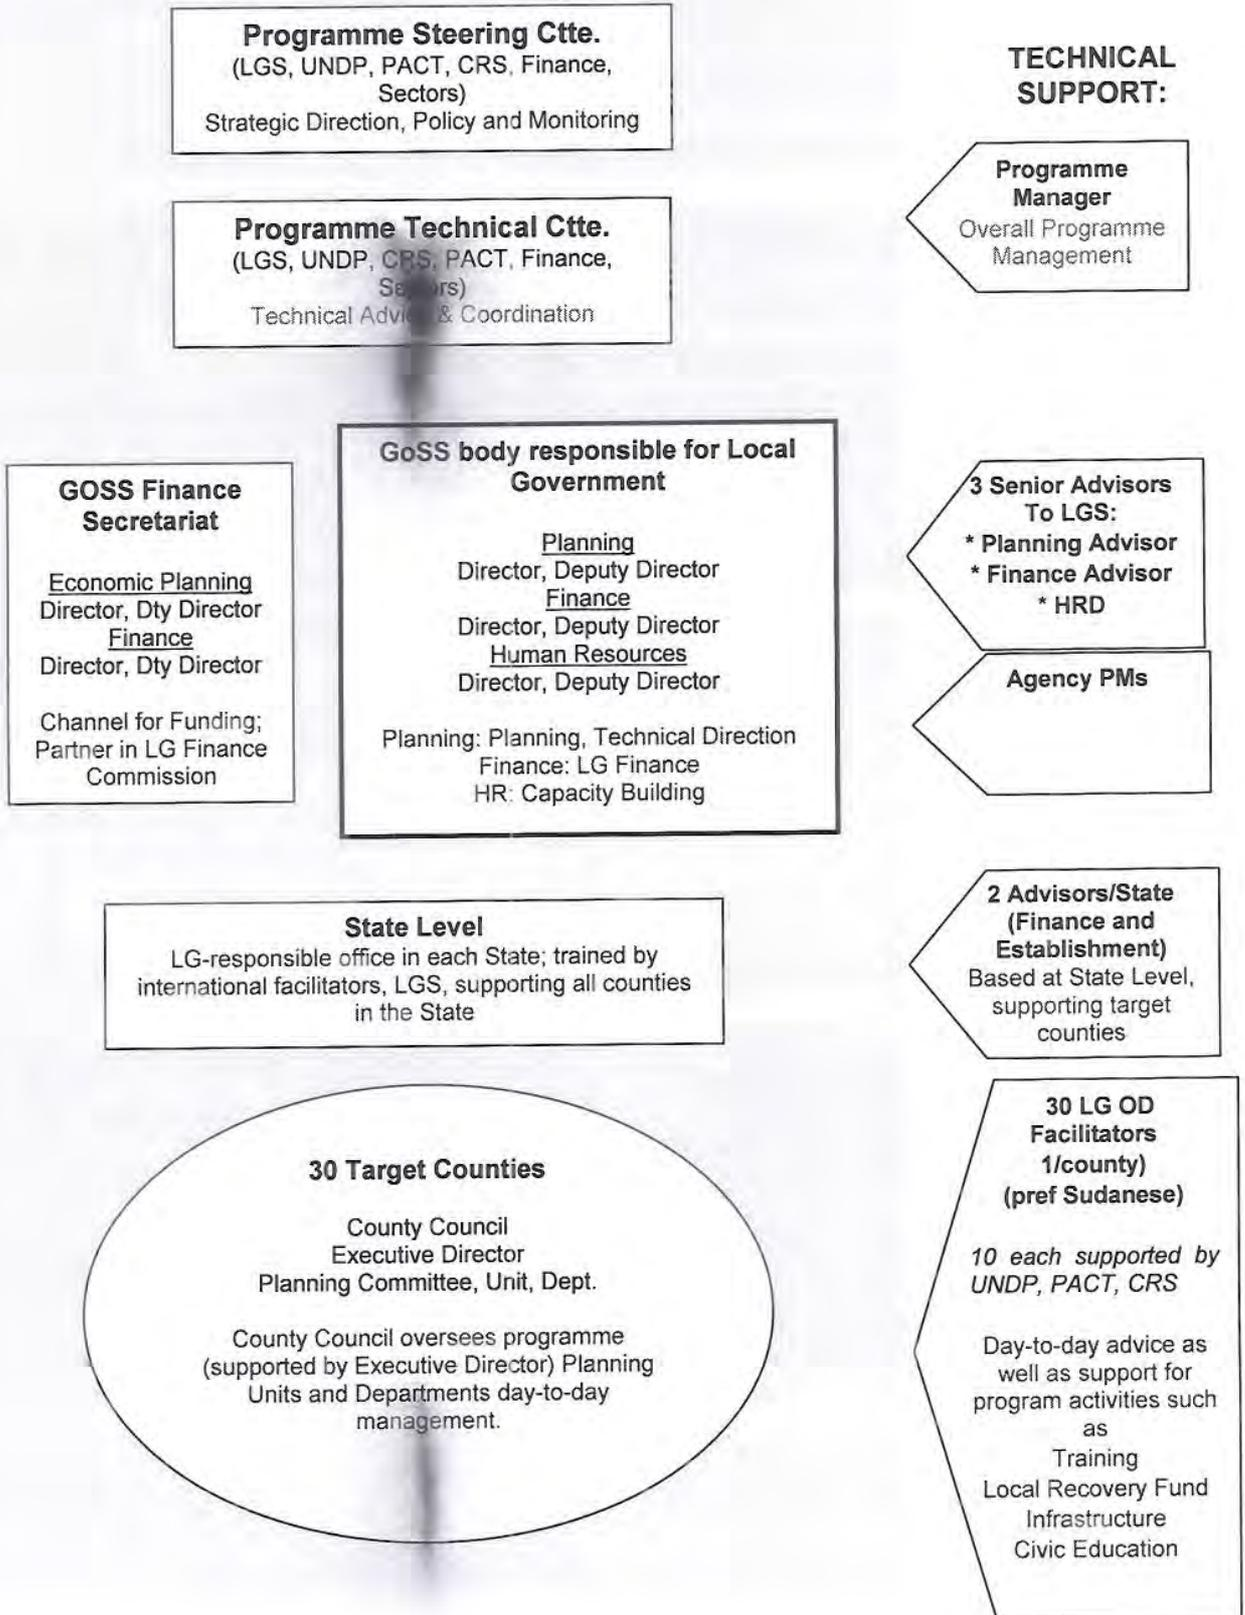 Programme Steering Ctte.
(LGS, UNDP, PACT, CRS, Finance,
Sectors)
Strategic Direction, Policy and Monitoring
TECHNICAL
SUPPORT:
Programme
Manager
Overall Programme
Management
Programme Technical Ctte.
(LGS, UNDP, CRS, PACT, Finance,
Sectors)
Technical Advice & Coordination
GOSS Finance
Secretariat
Economic Planning
Director, Dty Director
Finance
Director, Dty Director
Channel for Funding;
Partner in LG Finance
Commission
GoSS body responsible for Local
Government
Planning
Director, Deputy Director
Finance
Director, Deputy Director
Human Resources
Director, Deputy Director
Planning: Planning, Technical Direction
Finance: LG Finance
HR: Capacity Building
3 Senior Advisors
To LGS:
* Planning Advisor
* Finance Advisor
* HRD
Agency PMs
State Level
LG-responsible office in each State; trained by
international facilitators, LGS, supporting all counties
in the State
2 Advisors/State
(Finance and
Establishment)
Based at State Level,
supporting target
counties
30 Target Counties
County Council
Executive Director
Planning Committee, Unit, Dept.
County Council oversees programme
(supported by Executive Director) Planning
Units and Departments day-to-day
management.
30 LG OD
Facilitators
1/county)
(pref Sudanese)
10 each supported by
UNDP, PACT, CRS
Day-to-day advice as
well as support for
program activities such
as
Training
Local Recovery Fund
Infrastructure
Civic Education